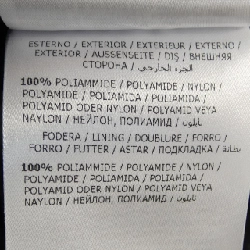 ESTERNO / EXTERIOR / EXTERIEUR / EXTERNO /
EXTERIOR / AUSSENSEITE / DIŞ / ВНЕШНЯЯ
СТОРОНА / الجزء الخارجي /
100% POLIAMMIDE / POLYAMIDE / NYLON /
POLYAMIDE / POLIAMIDA / POLIAMIDA /
POLYAMID ODER NYLON / POLYAMID VEYA
NAYLON / НЕЙЛОН, ПОЛИАМИД / نايلون
FODERA / LINING / DOUBLURE / FORRO /
FORRO / FUTTER / ASTAR / ПОДКЛАДКА / بطانة
100% POLIAMMIDE / POLYAMIDE / NYLON /
POLYAMIDE / POLIAMIDA / POLIAMIDA /
POLYAMID ODER NYLON / POLYAMID VEYA
NAYLON / НЕЙЛОН, ПОЛИАМИД / نايلون